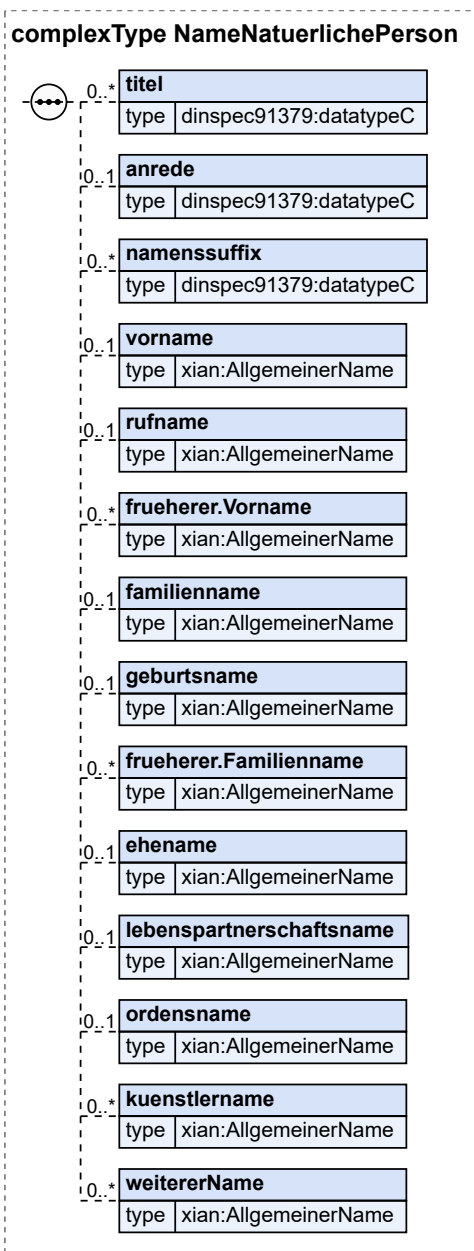 complexType NameNatuerlichePerson
0..* titel
type dinspec91379:datatypeC
0..1 anrede
type dinspec91379:datatypeC
0..* namenssuffix
type dinspec91379:datatypeC
0..1 vorname
type xian:AllgemeinerName
0..1 rufname
type xian:AllgemeinerName
0..* frueherer.Vorname
type xian:AllgemeinerName
0..1 familienname
type xian:AllgemeinerName
0..1 geburtsname
type xian:AllgemeinerName
0..* frueherer.Familienname
type xian:AllgemeinerName
0..1 ehename
type xian:AllgemeinerName
0..1 lebenspartnerschaftsname
type xian:AllgemeinerName
0..1 ordensname
type xian:AllgemeinerName
0..* kuenstlername
type xian:AllgemeinerName
0..* weitererName
type xian:AllgemeinerName